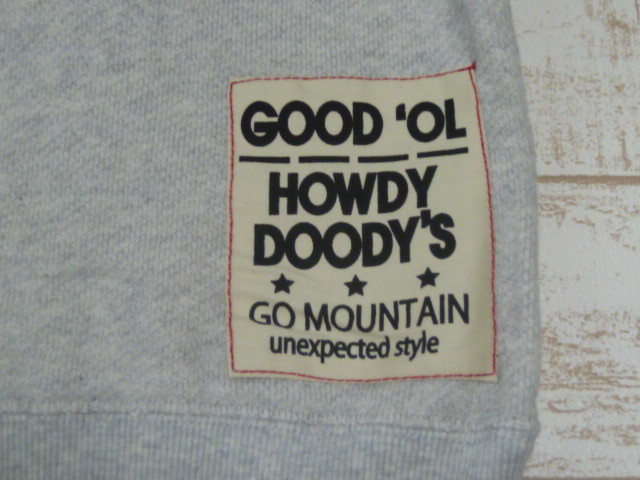 GOOD 'OL
HOWDY
DOODY'S
GO MOUNTAIN
unexpected style